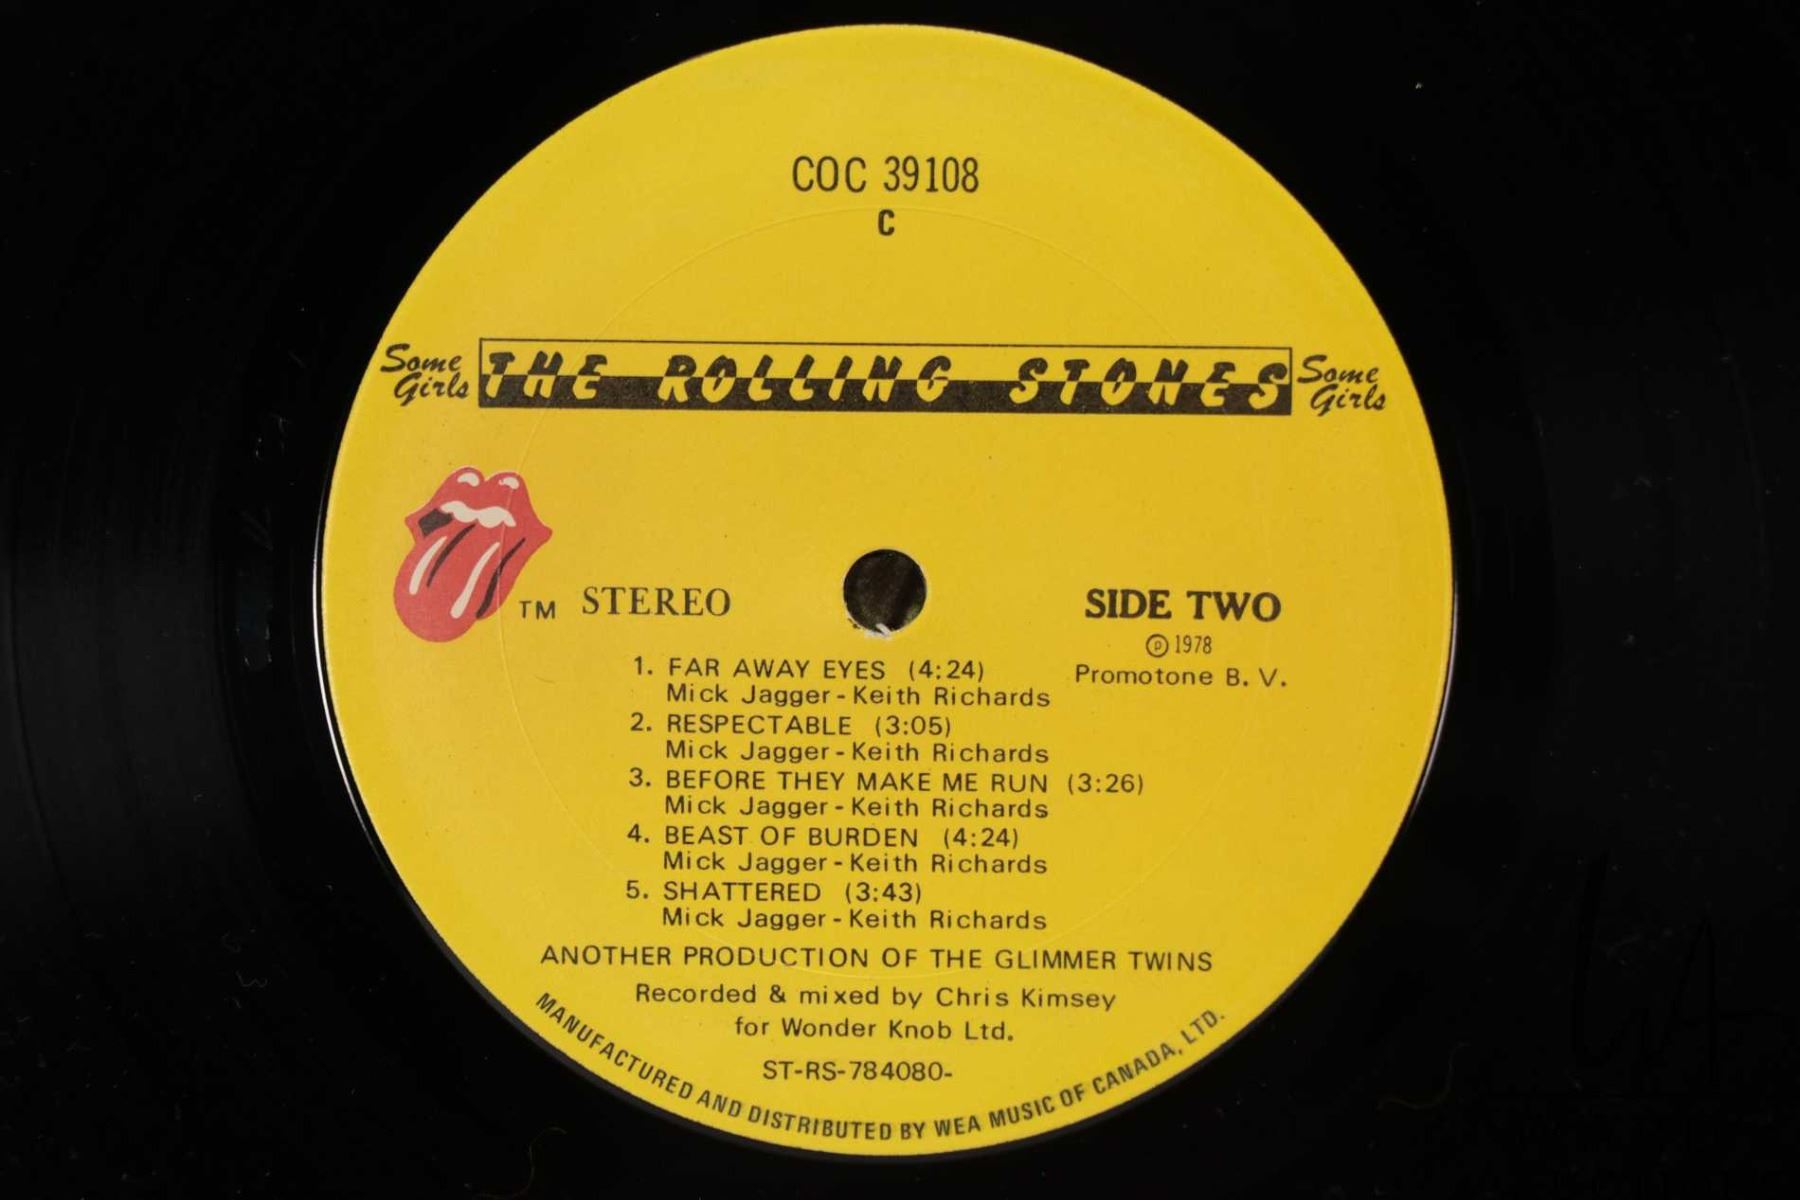 COC 39108
C
Some Girls THE ROLLING STONES Some Girls
TM STEREO
SIDE TWO
℗ 1978
Promotone B. V.
1. FAR AWAY EYES (4:24)
Mick Jagger - Keith Richards
2. RESPECTABLE (3:05)
Mick Jagger - Keith Richards
3. BEFORE THEY MAKE ME RUN (3:26)
Mick Jagger - Keith Richards
4. BEAST OF BURDEN (4:24)
Mick Jagger - Keith Richards
5. SHATTERED (3:43)
Mick Jagger - Keith Richards
ANOTHER PRODUCTION OF THE GLIMMER TWINS
Recorded & mixed by Chris Kimsey
for Wonder Knob Ltd.
ST-RS-784080-
MANUFACTURED AND DISTRIBUTED BY WEA MUSIC OF CANADA, LTD.